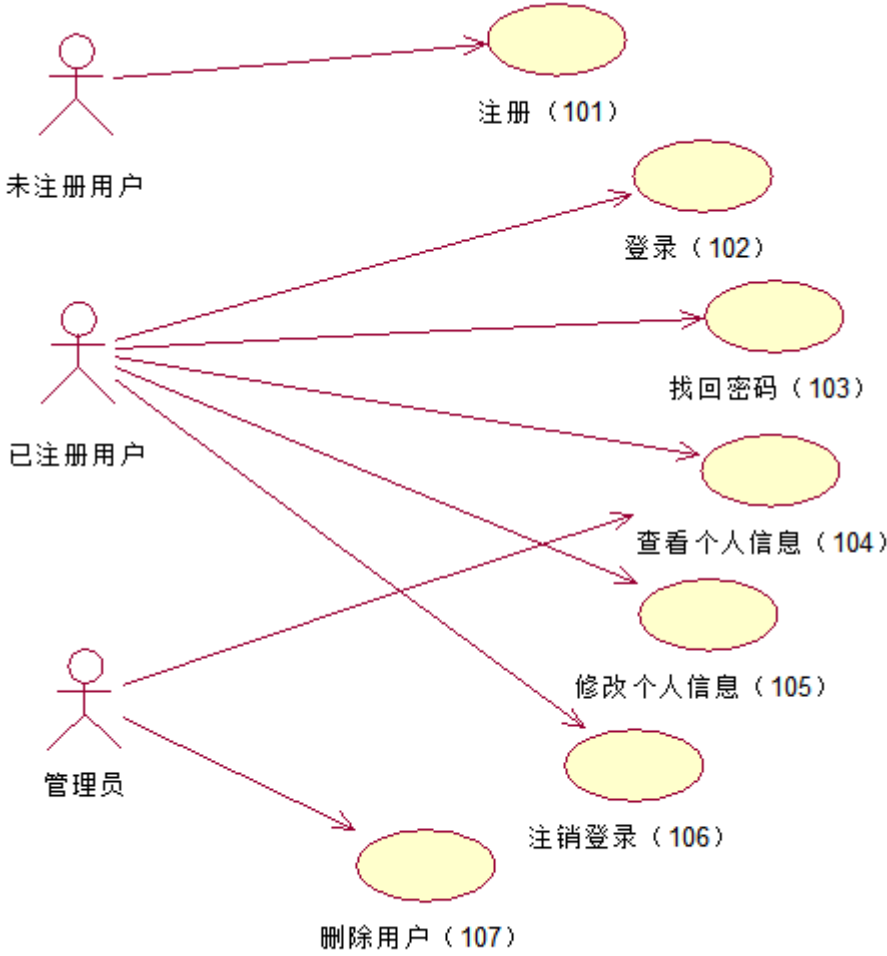 注册（101）
未注册用户
登录（102）
找回密码（103）
已注册用户
查看个人信息（104）
修改个人信息（105）
管理员
注销登录（106）
删除用户（107）